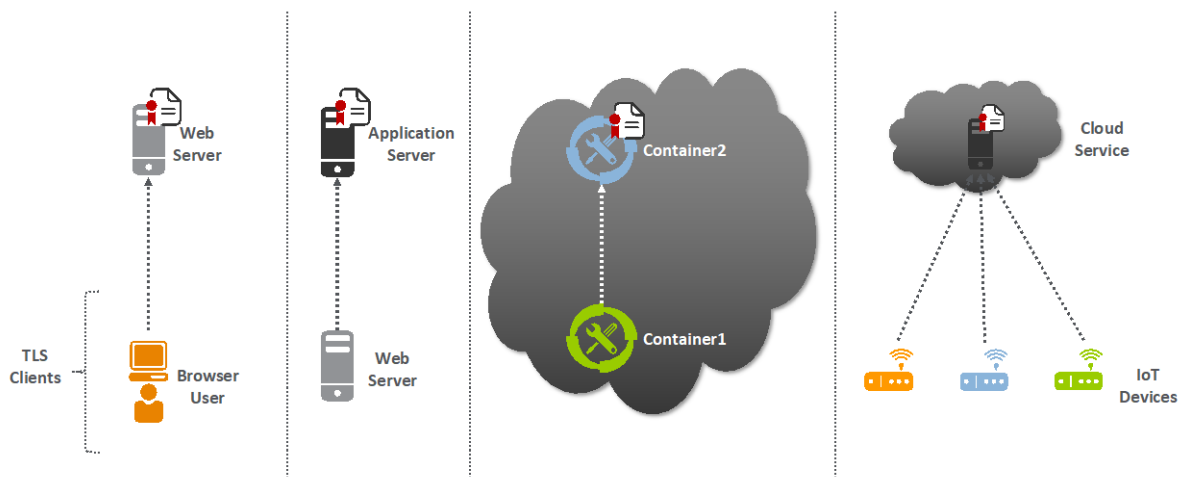 Web
Server
Application
Server
Container2
Cloud
Service
TLS
Clients
Browser
User
Web
Server
Container1
IoT
Devices